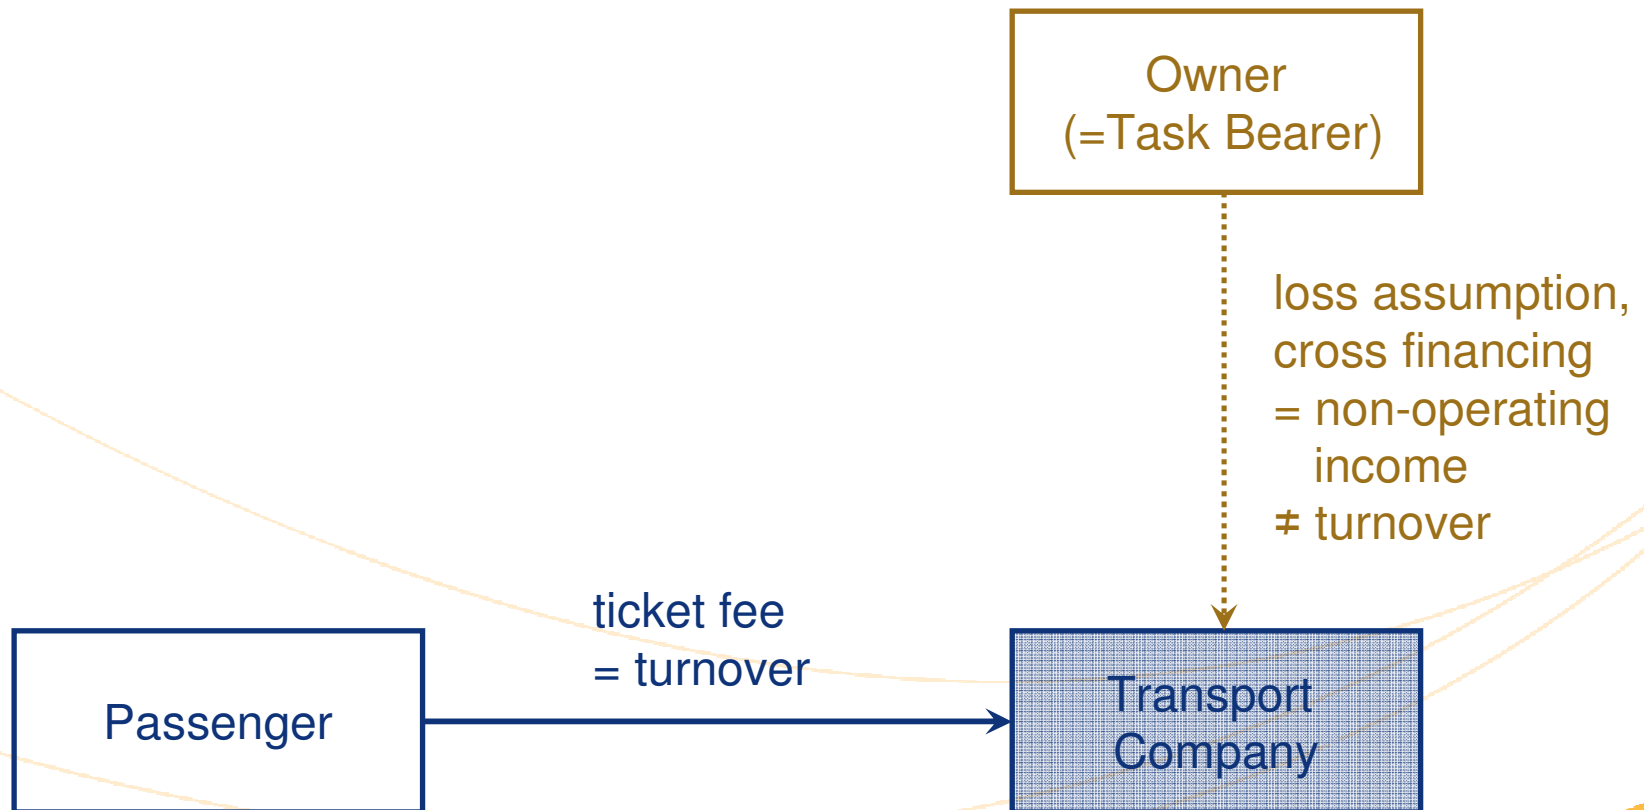 Owner
(=Task Bearer)
loss assumption,
cross financing
= non-operating
income
≠ turnover
ticket fee
= turnover
Passenger
Transport
Company